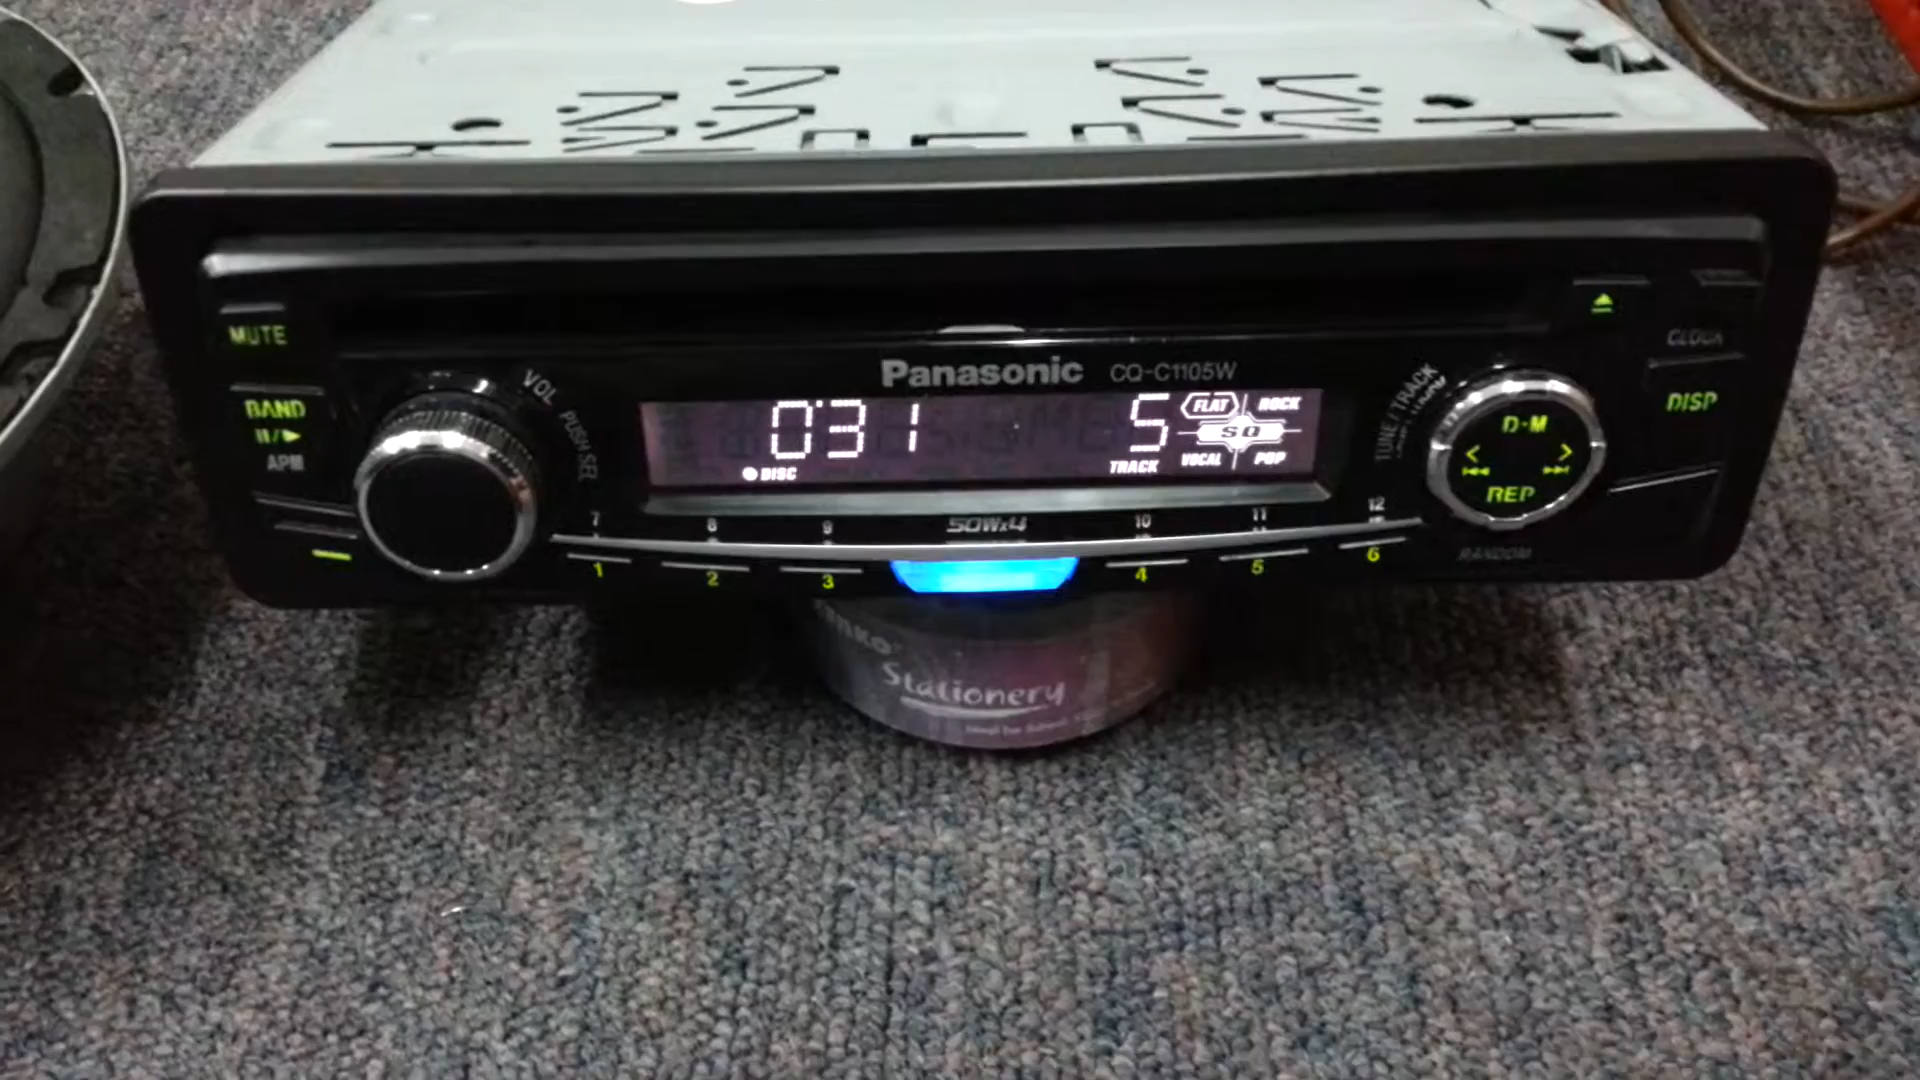 MUTE
Panasonic CQ-C1105W
CLOCK
BAND
APM
VOL
PUSH SEL
0 31 5
FLAT ROCK
SQ
VOCAL POP
DISC
TRACK
TUNE/TRACK
D·M
REP
DISP
RANDOM
7 8 9 50Wx4 10 11 12
1 2 3 4 5 6
Stationery